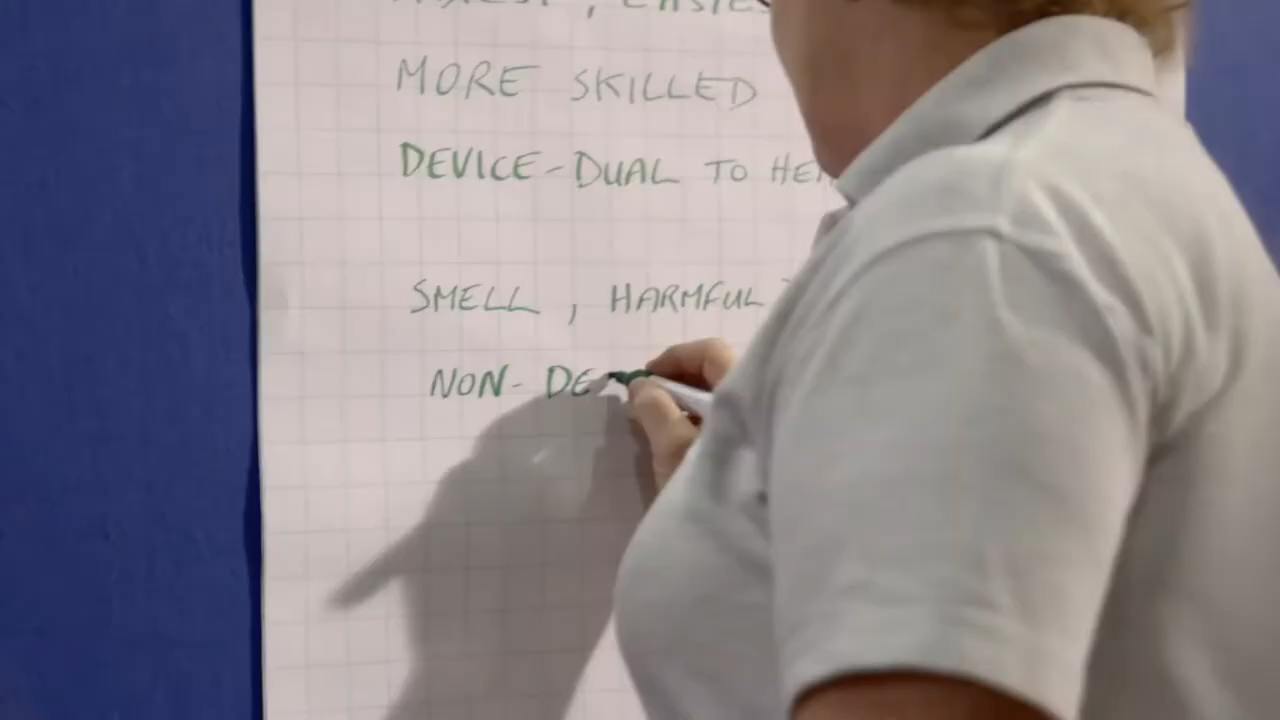 MORE SKILLED
DEVICE-DUAL TO
SMELL, HARMFUL
NON- DE